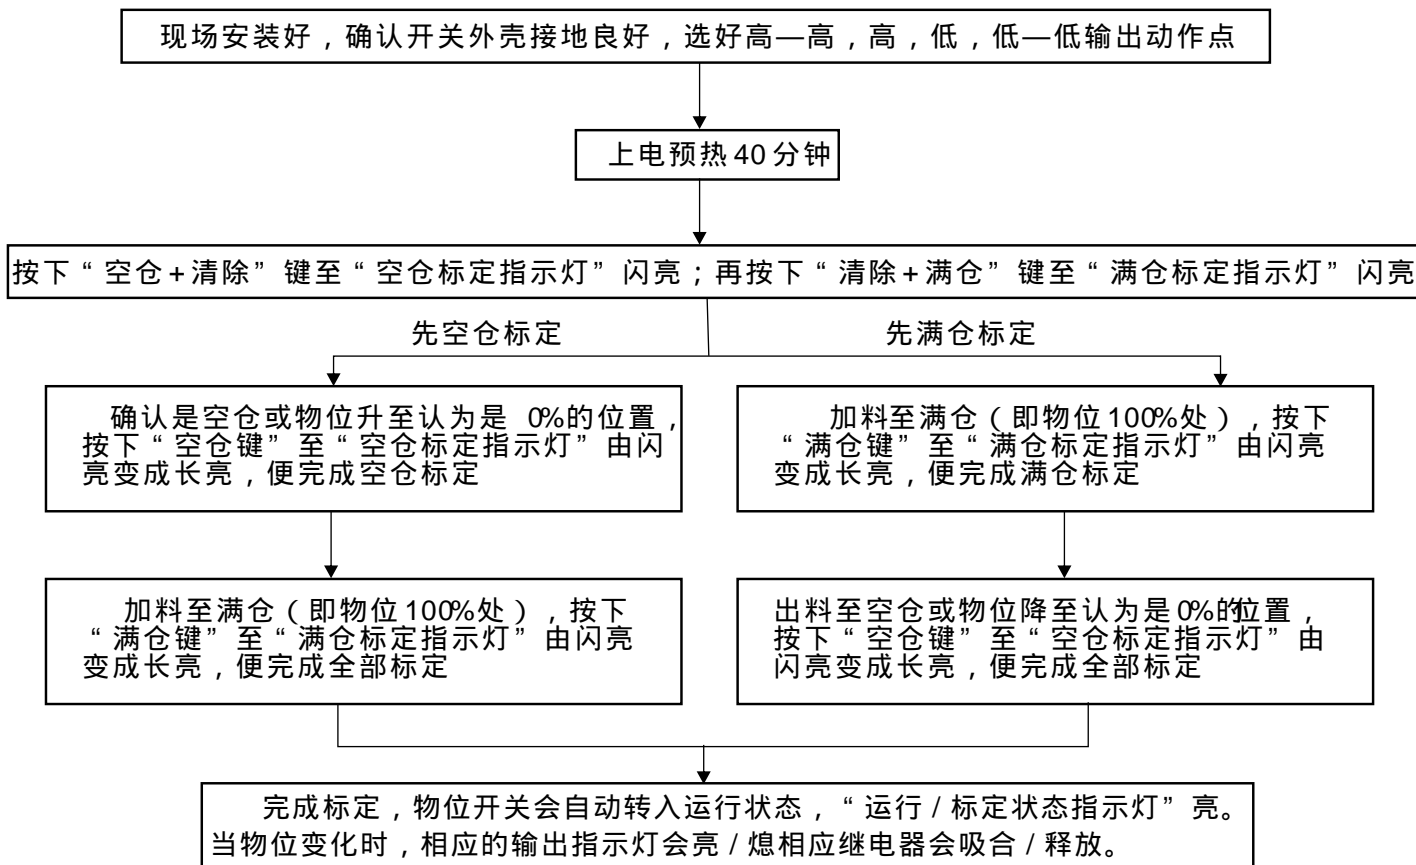 现场安装好，确认开关外壳接地良好，选好高—高，高，低，低—低输出动作点
上电预热40分钟
按下“空仓+清除”键至“空仓标定指示�”闪亮；再按下“清除+满仓”键至“满仓标定指示灯”闪亮
先空仓标定
先满仓标定
确认是空仓或物位升至认为是 0%的位置，
按下“空仓键”至“空仓标定指示灯”由闪
亮变成长亮，便完成空仓标定
加料至满仓（即物位100%处），按下
“满仓键”至“满仓标定指示灯”由闪亮
变成长亮，便完成满仓标定
加料至满仓（即物位100%处），按下
“满仓键”至“满仓标定指示灯”由闪亮
变成长亮，便完成全部标定
出料至空仓或物位降至认为是0%的位置，
按下“空仓键”至“空仓标定指示灯”由
闪亮变成长亮，便完成全部标定
完成标定，物位开关会自动转入运行状态，“运行/标定状态指示灯”亮。
当物位变化时，相应的输出指示灯会亮/熄相应继电器会吸合/释放。